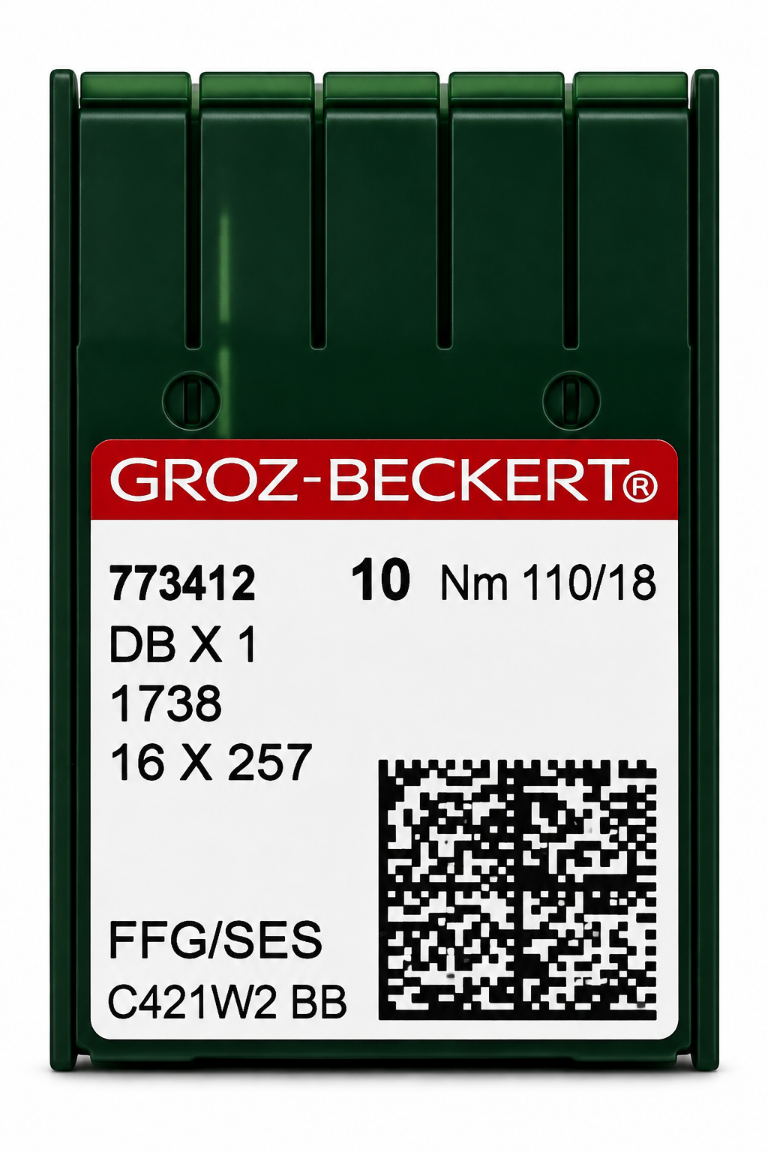 GROZ-BECKERT®
773412 10 Nm 110/18
DB X 1
1738
16 X 257
FFG/SES
C421W2 BB